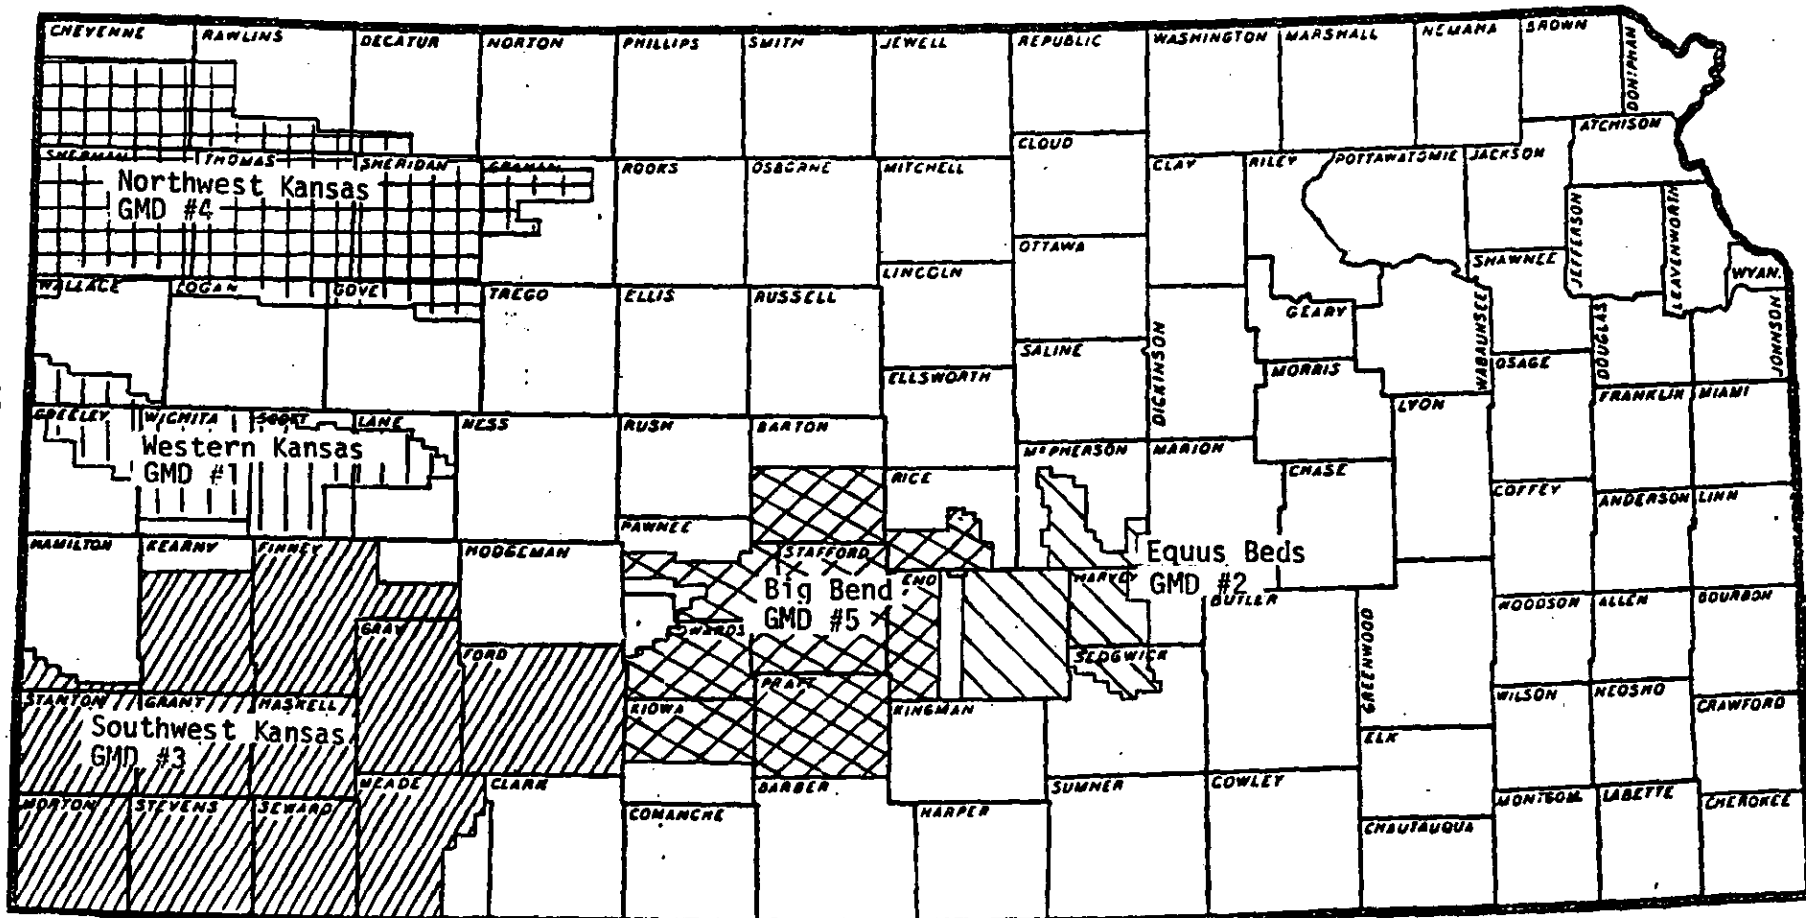 CHEYENNE
RAWLINS
DECATUR
NORTON
PHILLIPS
SMITH
JEWELL
REPUBLIC
WASHINGTON
MARSHALL
NEMAHA
BROWN
DONIPHAN
ATCHISON
CLOUD
SHERMAN
THOMAS
SHERIDAN
GRAHAM
ROOKS
OSBORNE
MITCHELL
CLAY
RILEY
POTTAWATOMIE
JACKSON
JEFFERSON
LEAVENWORTH
Northwest Kansas
GMD #4
OTTAWA
SHAWNEE
WYAN.
LINCOLN
WALLACE
LOGAN
GOVE
TREGO
ELLIS
RUSSELL
GEARY
WABAUNSEE
DOUGLAS
JOHNSON
DICKINSON
SALINE
OSAGE
ELLSWORTH
MORRIS
LYON
FRANKLIN
MIAMI
GREELEY
WICHITA
SCOTT
LANE
NESS
RUSH
BARTON
McPHERSON
MARION
Western Kansas
GMD #1
RICE
CHASE
COFFEY
ANDERSON
LINN
PAWNEE
HAMILTON
KEARNY
FINNEY
HODGEMAN
STAFFORD
Equus Beds
GMD #2
Big Bend
GMD #5
ENO
HARVEY
BUTLER
WOODSON
ALLEN
BOURBON
GREENWOOD
GRAY
WARDS
FORD
SEDGWICK
PRATT
STANTON
GRANT
HASKELL
KIOWA
KINGMAN
WILSON
NEOSHO
CRAWFORD
Southwest Kansas
GMD #3
ELK
MEADE
CLARK
BARBER
SUMNER
COWLEY
MORTON
STEVENS
SEWARD
COMANCHE
HARPER
CHAUTAUQUA
MONTGOM.
LABETTE
CHEROKEE